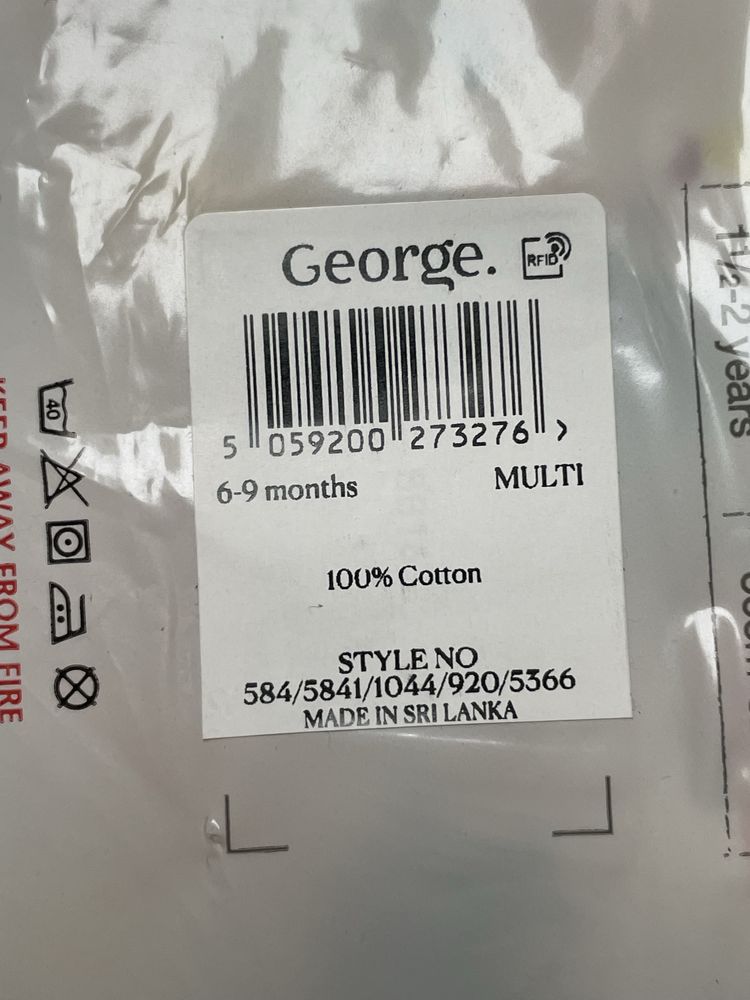 George.
RFID
5 059200 273276 >
6-9 months MULTI
100% Cotton
STYLE NO
584/5841/1044/920/5366
MADE IN SRI LANKA
40
KEEP AWAY FROM FIRE
1½-2 years